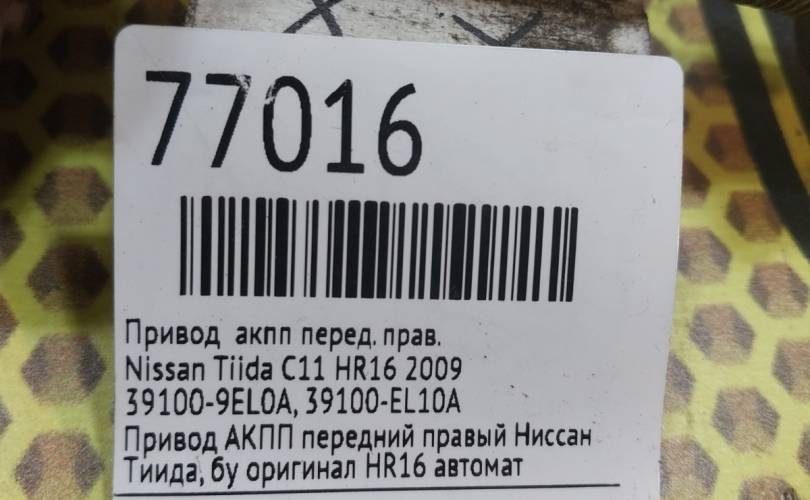 77016
Привод акпп перед. прав.
Nissan Tiida C11 HR16 2009
39100-9EL0A, 39100-EL10A
Привод АКПП передний правый Ниссан
Тиида, бу оригинал HR16 автомат